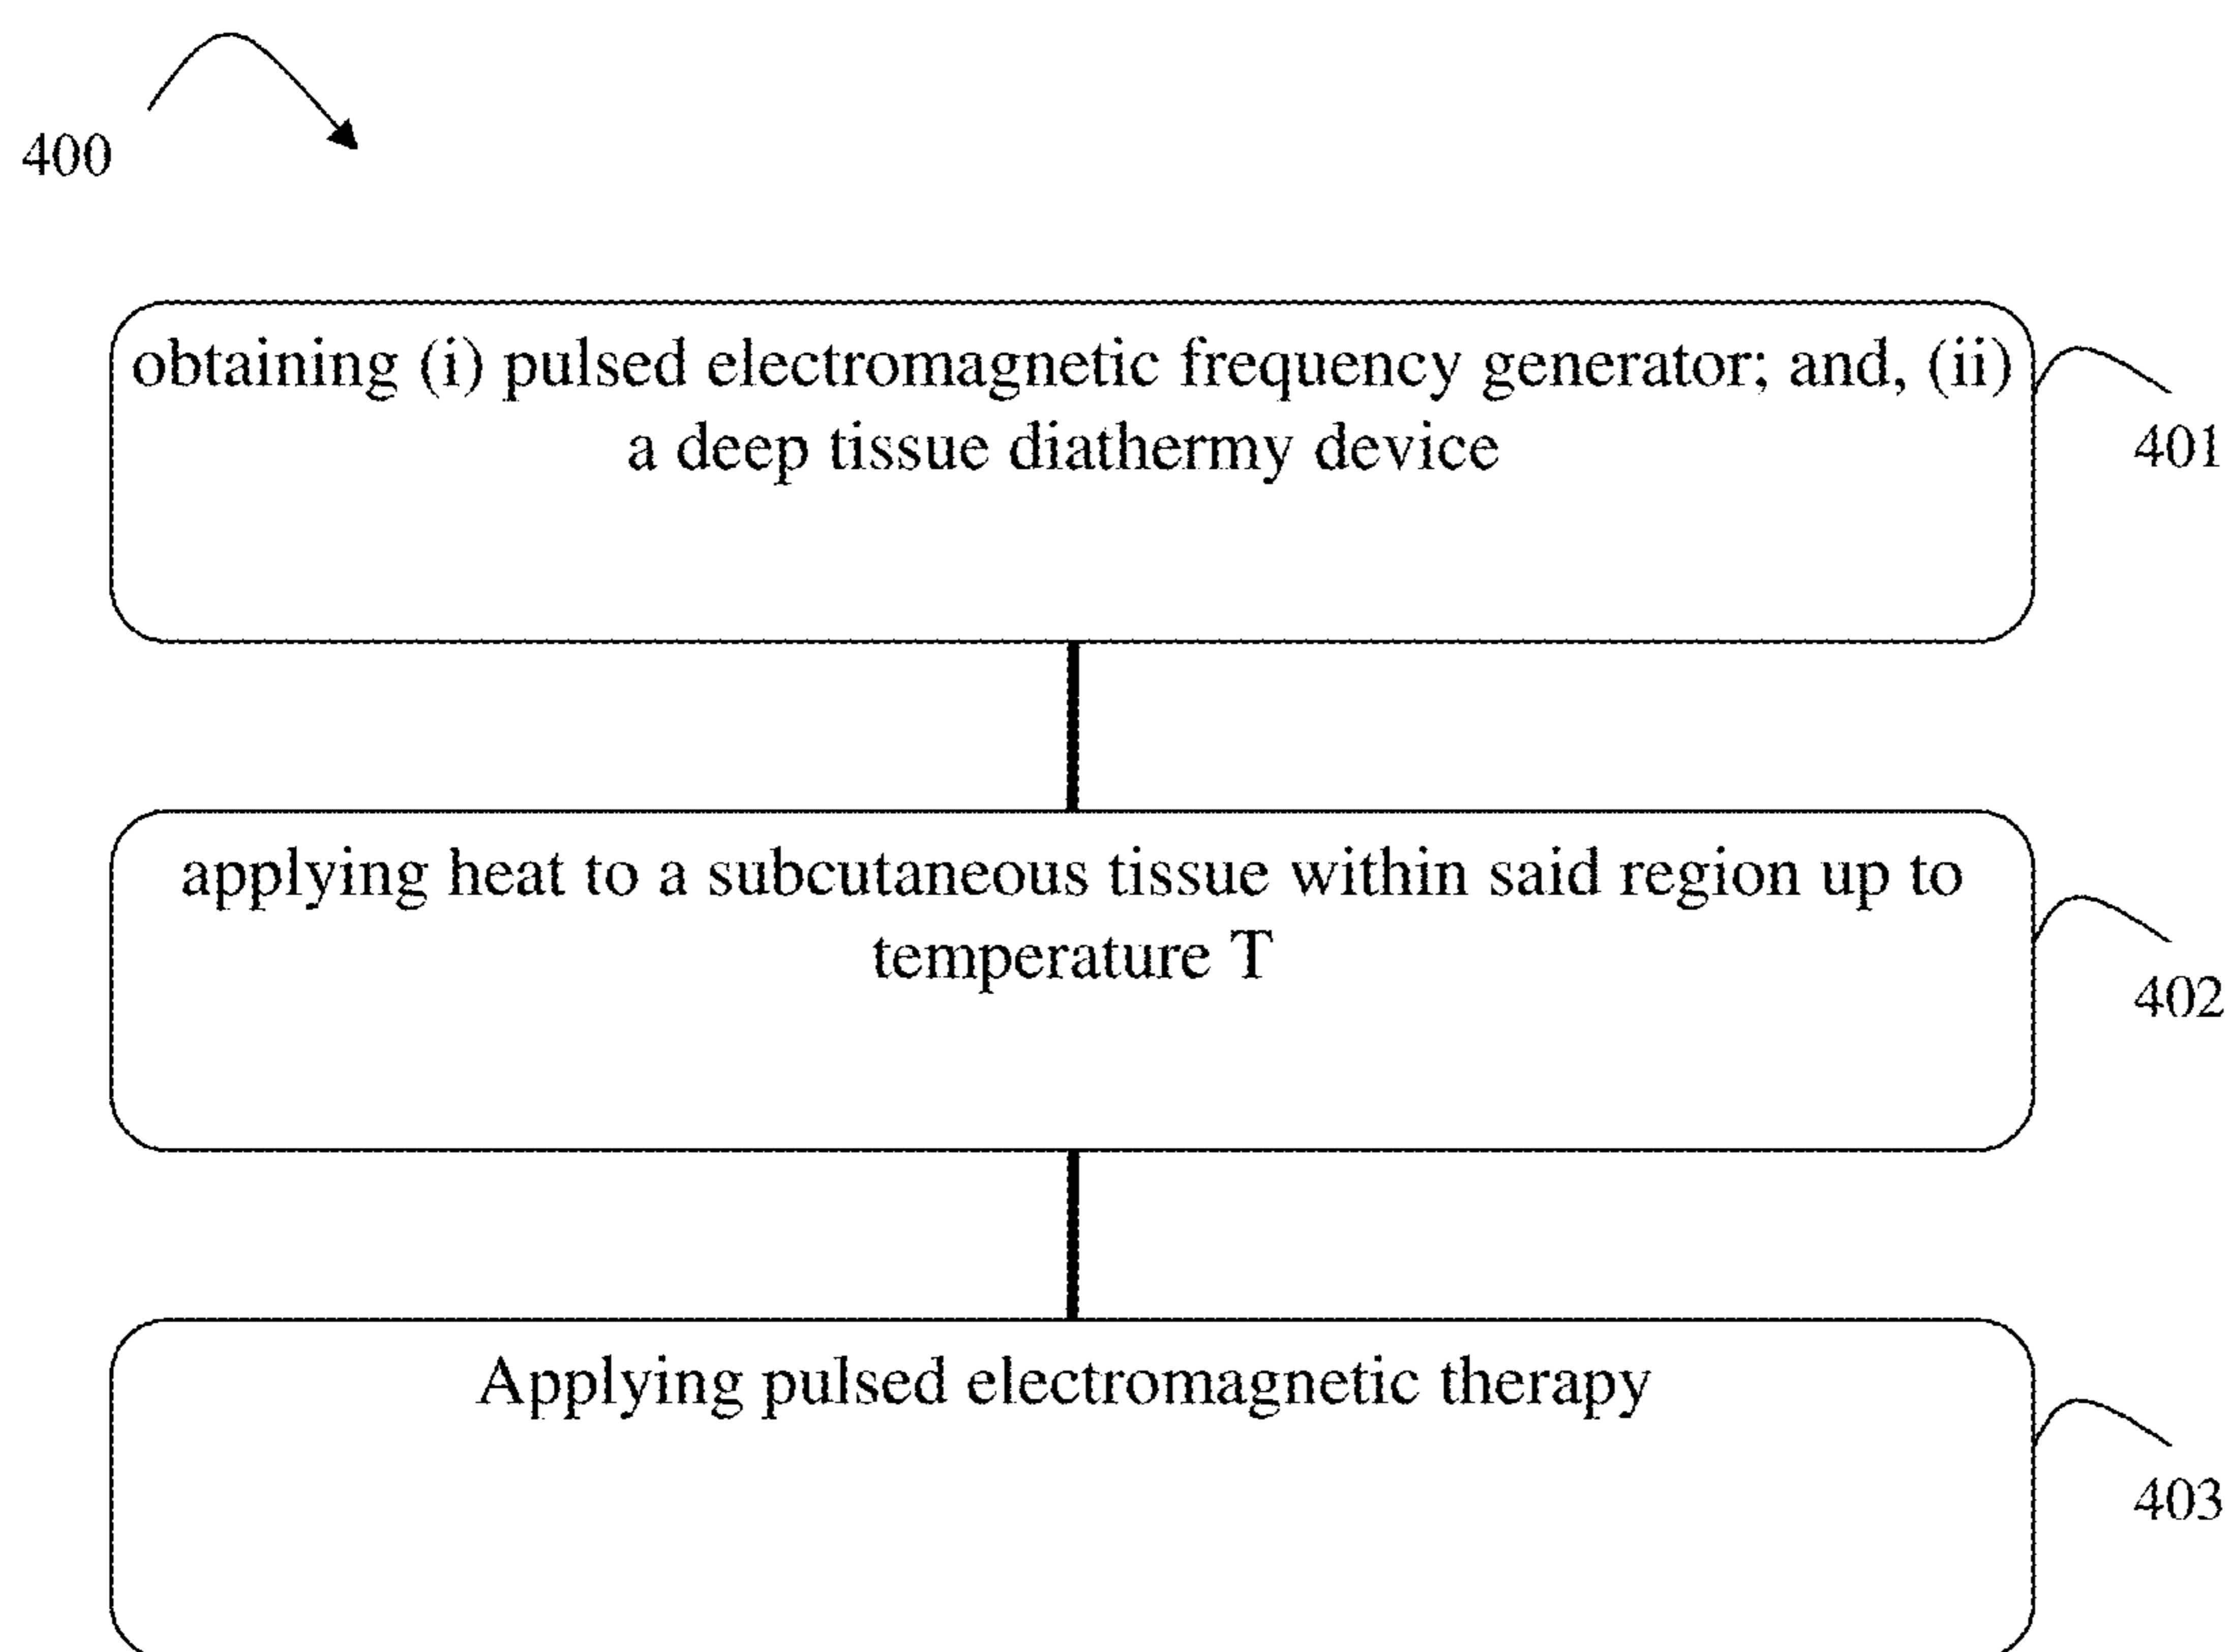 400
obtaining (i) pulsed electromagnetic frequency generator; and, (ii)
a deep tissue diathermy device
401
applying heat to a subcutaneous tissue within said region up to
temperature T
402
Applying pulsed electromagnetic therapy
403